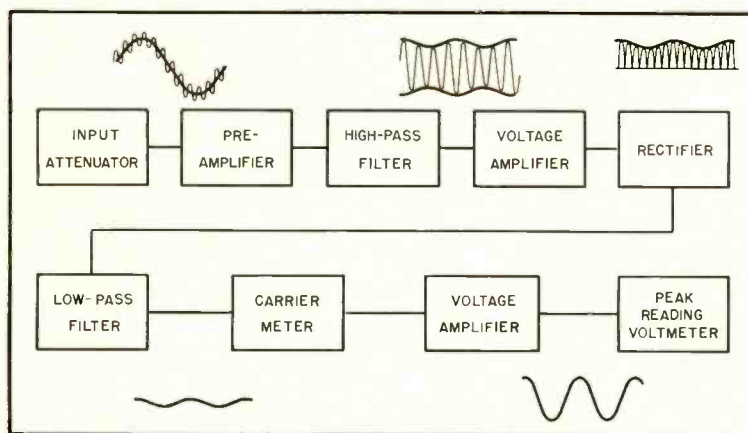 INPUT
ATTENUATOR
PRE-
AMPLIFIER
HIGH-PASS
FILTER
VOLTAGE
AMPLIFIER
RECTIFIER
LOW-PASS
FILTER
CARRIER
METER
VOLTAGE
AMPLIFIER
PEAK
READING
VOLTMETER